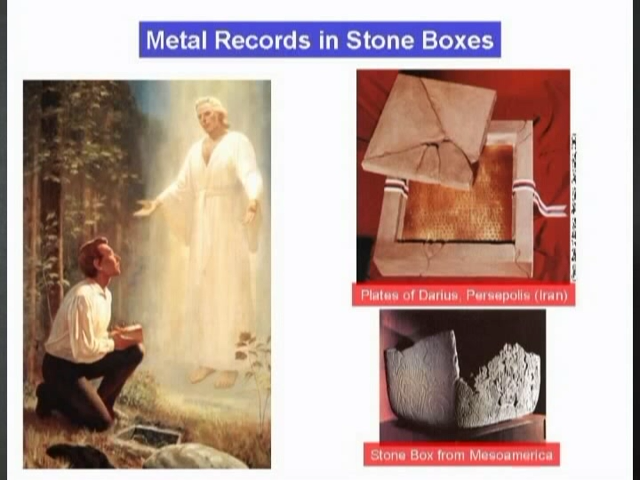 Metal Records in Stone Boxes
Plates of Darius, Persepolis (Iran)
Stone Box from Mesoamerica